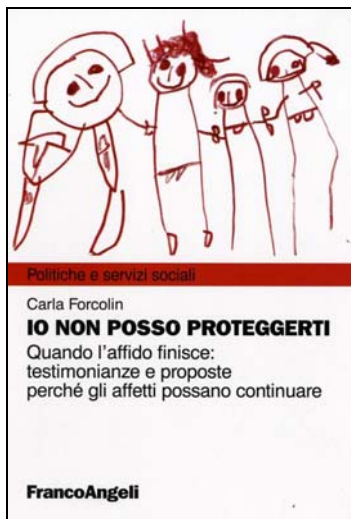 Politiche e servizi sociali
Carla Forcolin
IO NON POSSO PROTEGGERTI
Quando l'affido finisce:
testimonianze e proposte
perché gli affetti possano continuare
FrancoAngeli